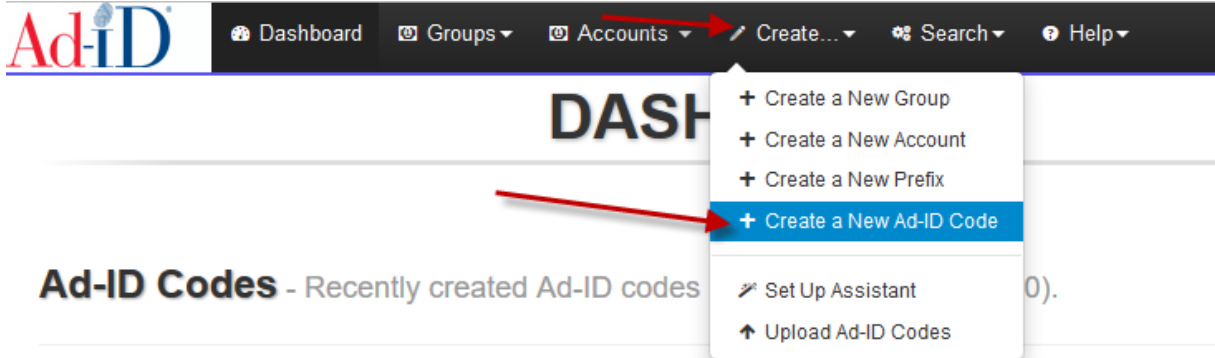 Ad-iD Dashboard Groups Accounts Create... Search Help
DASH
+ Create a New Group
+ Create a New Account
+ Create a New Prefix
+ Create a New Ad-ID Code
Ad-ID Codes - Recently created Ad-ID codes 0).
Set Up Assistant
Upload Ad-ID Codes